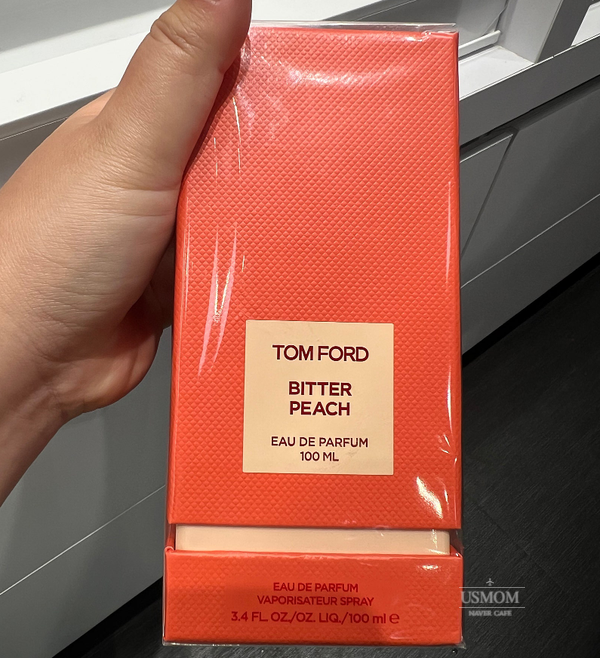 TOM FORD
BITTER
PEACH
EAU DE PARFUM
100 ML
EAU DE PARFUM
VAPORISATEUR SPRAY
3.4 FL. OZ./OZ. LIQ./100 ml ℮
USMOM
NAVER CAFE